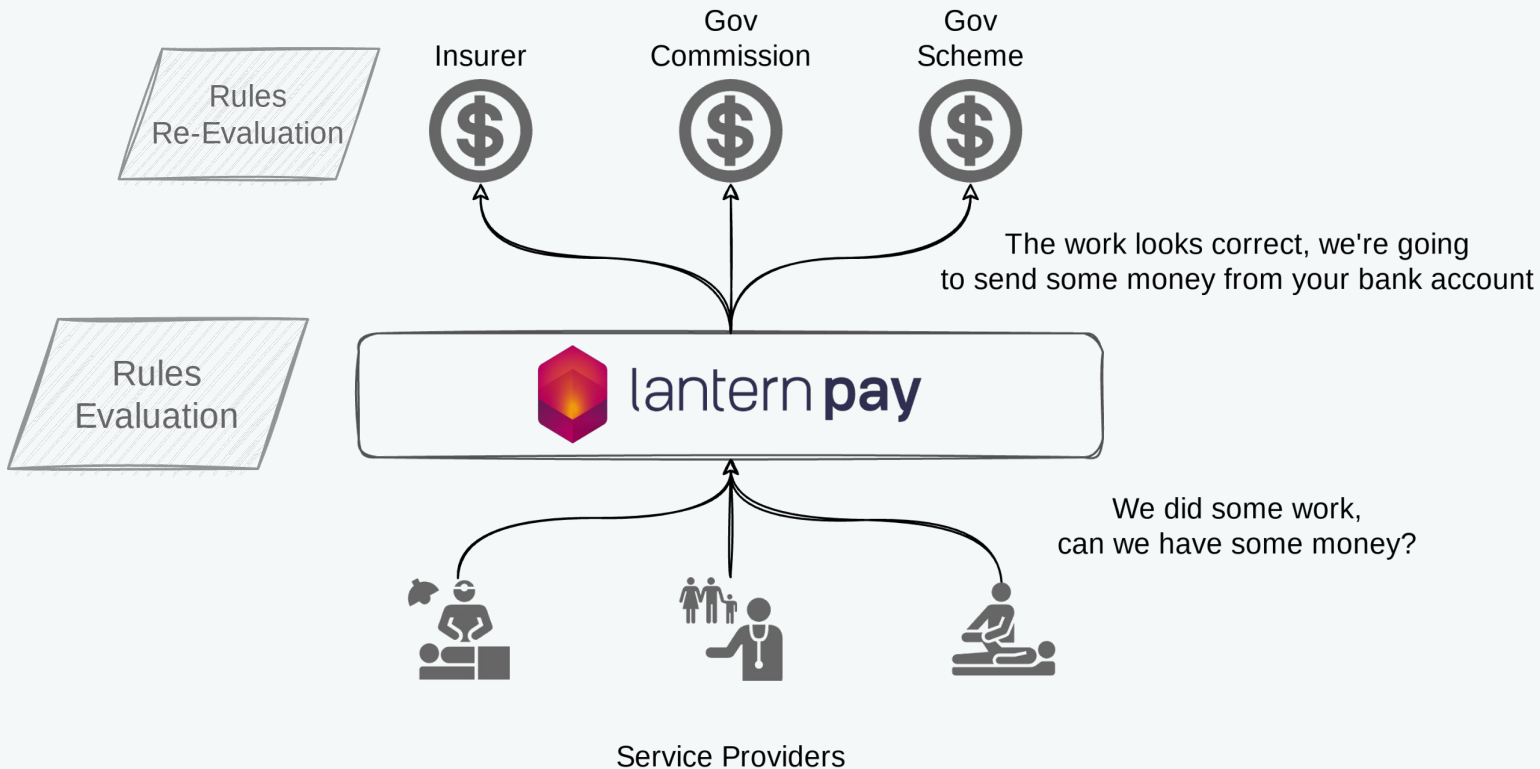 Gov
Gov
Insurer
Commission
Scheme
Rules
Re-Evaluation
The work looks correct, we're going
to send some money from your bank account
Rules
Evaluation
lantern pay
We did some work,
can we have some money?
Service Providers